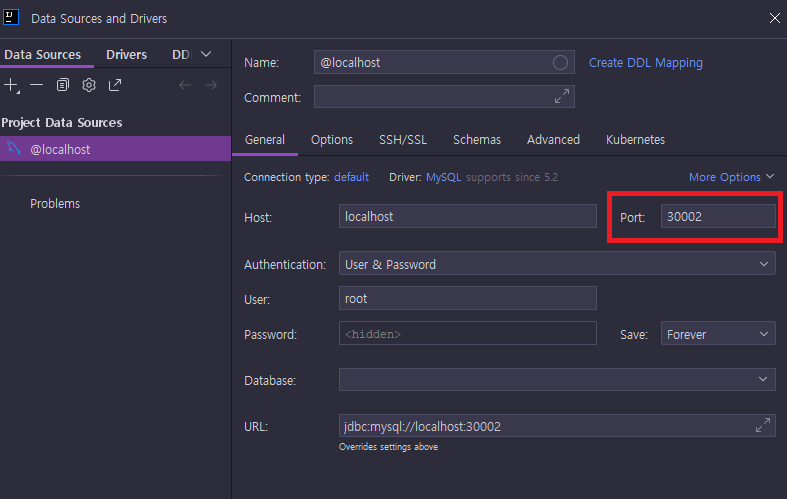 IJ
Data Sources and Drivers
Data Sources Drivers DD
Project Data Sources
@localhost
Problems
Name: @localhost Create DDL Mapping
Comment:
General Options SSH/SSL Schemas Advanced Kubernetes
Connection type: default Driver: MySQL supports since 5.2 More Options
Host: localhost Port: 30002
Authentication: User & Password
User: root
Password: <hidden> Save: Forever
Database:
URL: jdbc:mysql://localhost:30002
Overrides settings above